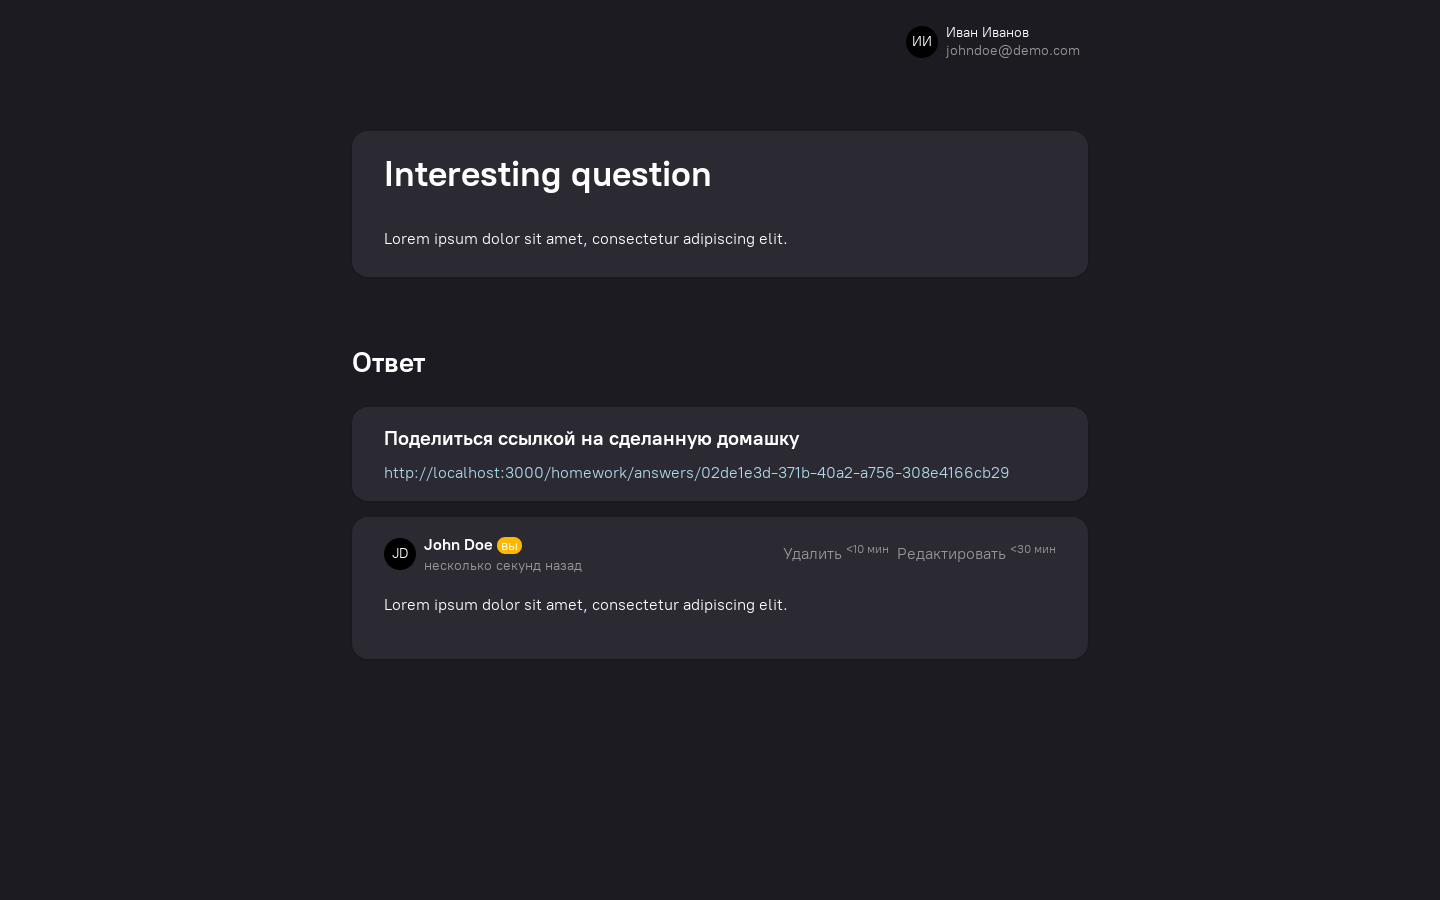 ИИ
Иван Иванов
johndoe@demo.com
Interesting question
Lorem ipsum dolor sit amet, consectetur adipiscing elit.
Ответ
Поделиться ссылкой на сделанную домашку
http://localhost:3000/homework/answers/02de1e3d-371b-40a2-a756-308e4166cb29
JD
John Doe вы
несколько секунд назад
Удалить <10 мин Редактировать <30 мин
Lorem ipsum dolor sit amet, consectetur adipiscing elit.